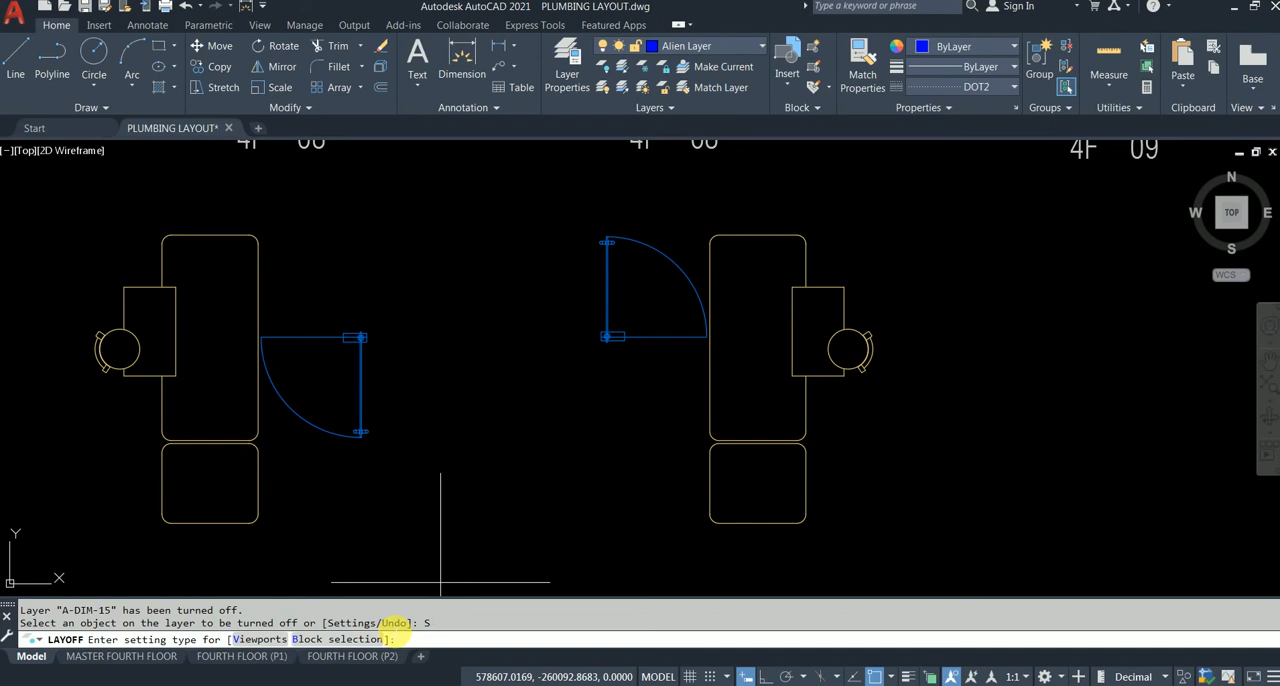 Autodesk AutoCAD 2021 PLUMBING LAYOUT.dwg
Type a keyword or phrase
Sign In
Home Insert Annotate Parametric View Manage Output Add-ins Collaborate Express Tools Featured Apps
Line Polyline Circle Arc
Move Rotate Trim
Copy Mirror Fillet
Stretch Scale Array
Text Dimension Table
Layer Properties
Alien Layer
Make Current
Match Layer
Insert
Match Properties
ByLayer
ByLayer
DOT2
Group
Measure
Paste
Base
Draw Modify Annotation Layers Block Properties Groups Utilities Clipboard View
Start PLUMBING LAYOUT*
[−][Top][2D Wireframe]
4F 09
N
W TOP E
S
WCS
Y
X
Layer "A-DIM-15" has been turned off.
Select an object on the layer to be turned off or [Settings/Undo]: S
LAYOFF Enter setting type for [Viewports Block selection]:
Model MASTER FOURTH FLOOR FOURTH FLOOR (P1) FOURTH FLOOR (P2)
578607.0169, -260092.8683, 0.0000 MODEL 1:1 Decimal